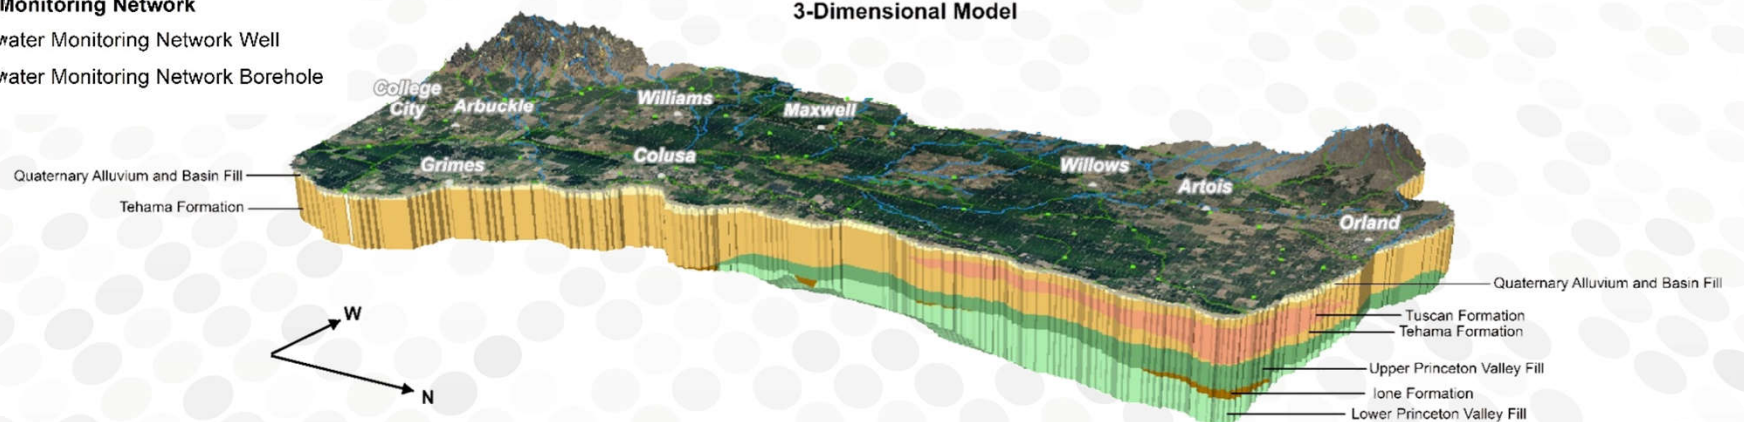 Monitoring Network
water Monitoring Network Well
water Monitoring Network Borehole
3-Dimensional Model
College
City
Arbuckle
Williams
Maxwell
Grimes
Colusa
Willows
Artois
Orland
Quaternary Alluvium and Basin Fill
Tehama Formation
W
N
Quaternary Alluvium and Basin Fill
Tuscan Formation
Tehama Formation
Upper Princeton Valley Fill
Ione Formation
Lower Princeton Valley Fill